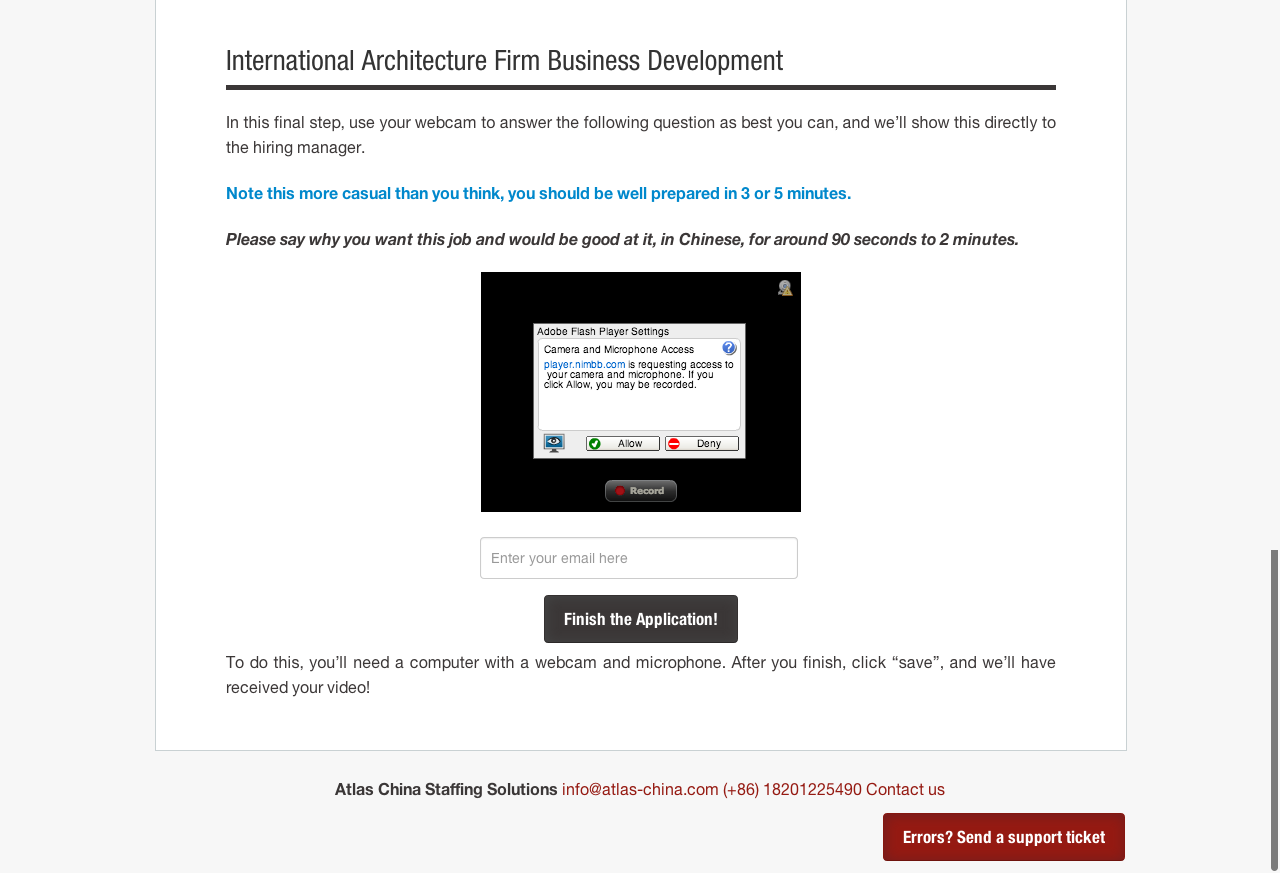 International Architecture Firm Business Development
In this final step, use your webcam to answer the following question as best you can, and we’ll show this directly to
the hiring manager.
Note this more casual than you think, you should be well prepared in 3 or 5 minutes.
Please say why you want this job and would be good at it, in Chinese, for around 90 seconds to 2 minutes.
Adobe Flash Player Settings
Camera and Microphone Access
player.nimbb.com is requesting access to
your camera and microphone. If you
click Allow, you may be recorded.
Allow Deny
Record
Enter your email here
Finish the Application!
To do this, you’ll need a computer with a webcam and microphone. After you finish, click “save”, and we’ll have
received your video!
Atlas China Staffing Solutions info@atlas-china.com (+86) 18201225490 Contact us
Errors? Send a support ticket